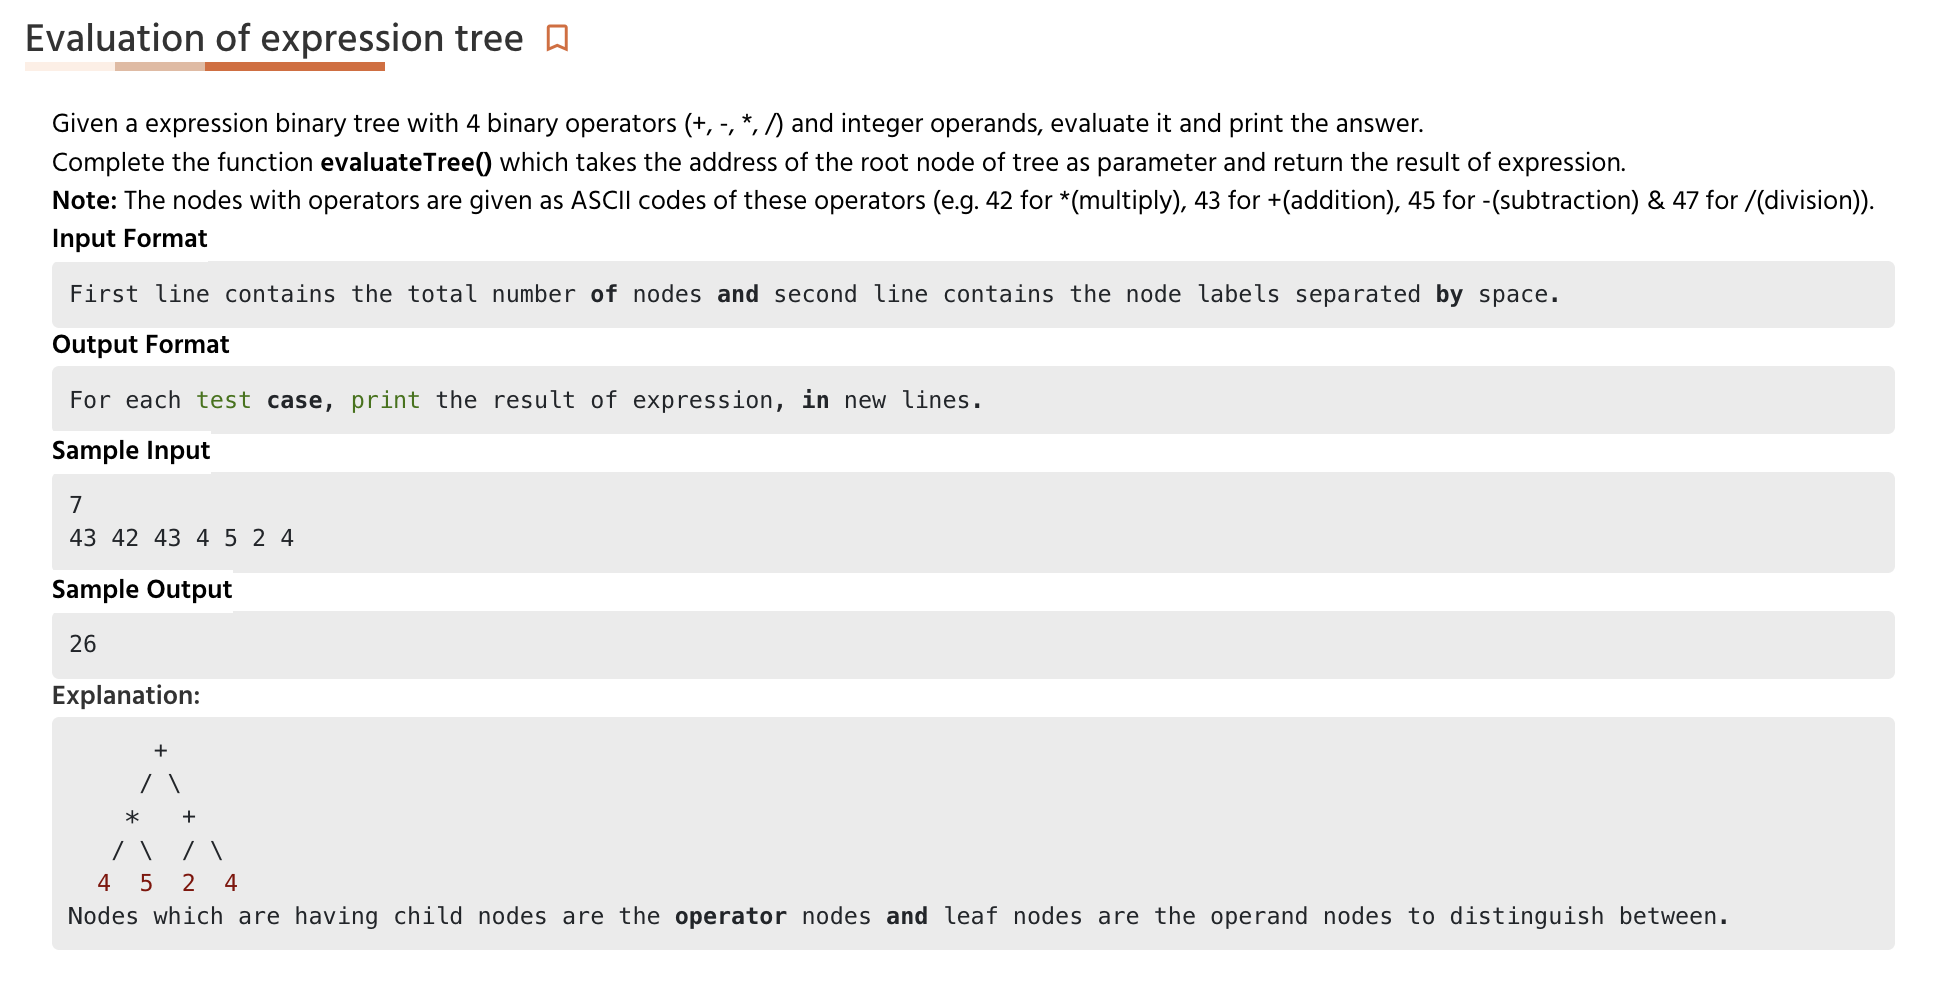 Evaluation of expression tree
Given a expression binary tree with 4 binary operators (+, -, *, /) and integer operands, evaluate it and print the answer.
Complete the function evaluateTree() which takes the address of the root node of tree as parameter and return the result of expression.
Note: The nodes with operators are given as ASCII codes of these operators (e.g. 42 for *(multiply), 43 for +(addition), 45 for -(subtraction) & 47 for /(division)).
Input Format
First line contains the total number of nodes and second line contains the node labels separated by space.
Output Format
For each test case, print the result of expression, in new lines.
Sample Input
7
43 42 43 4 5 2 4
Sample Output
26
Explanation:
+
/ \
*   +
/ \  / \
4  5  2  4
Nodes which are having child nodes are the operator nodes and leaf nodes are the operand nodes to distinguish between.